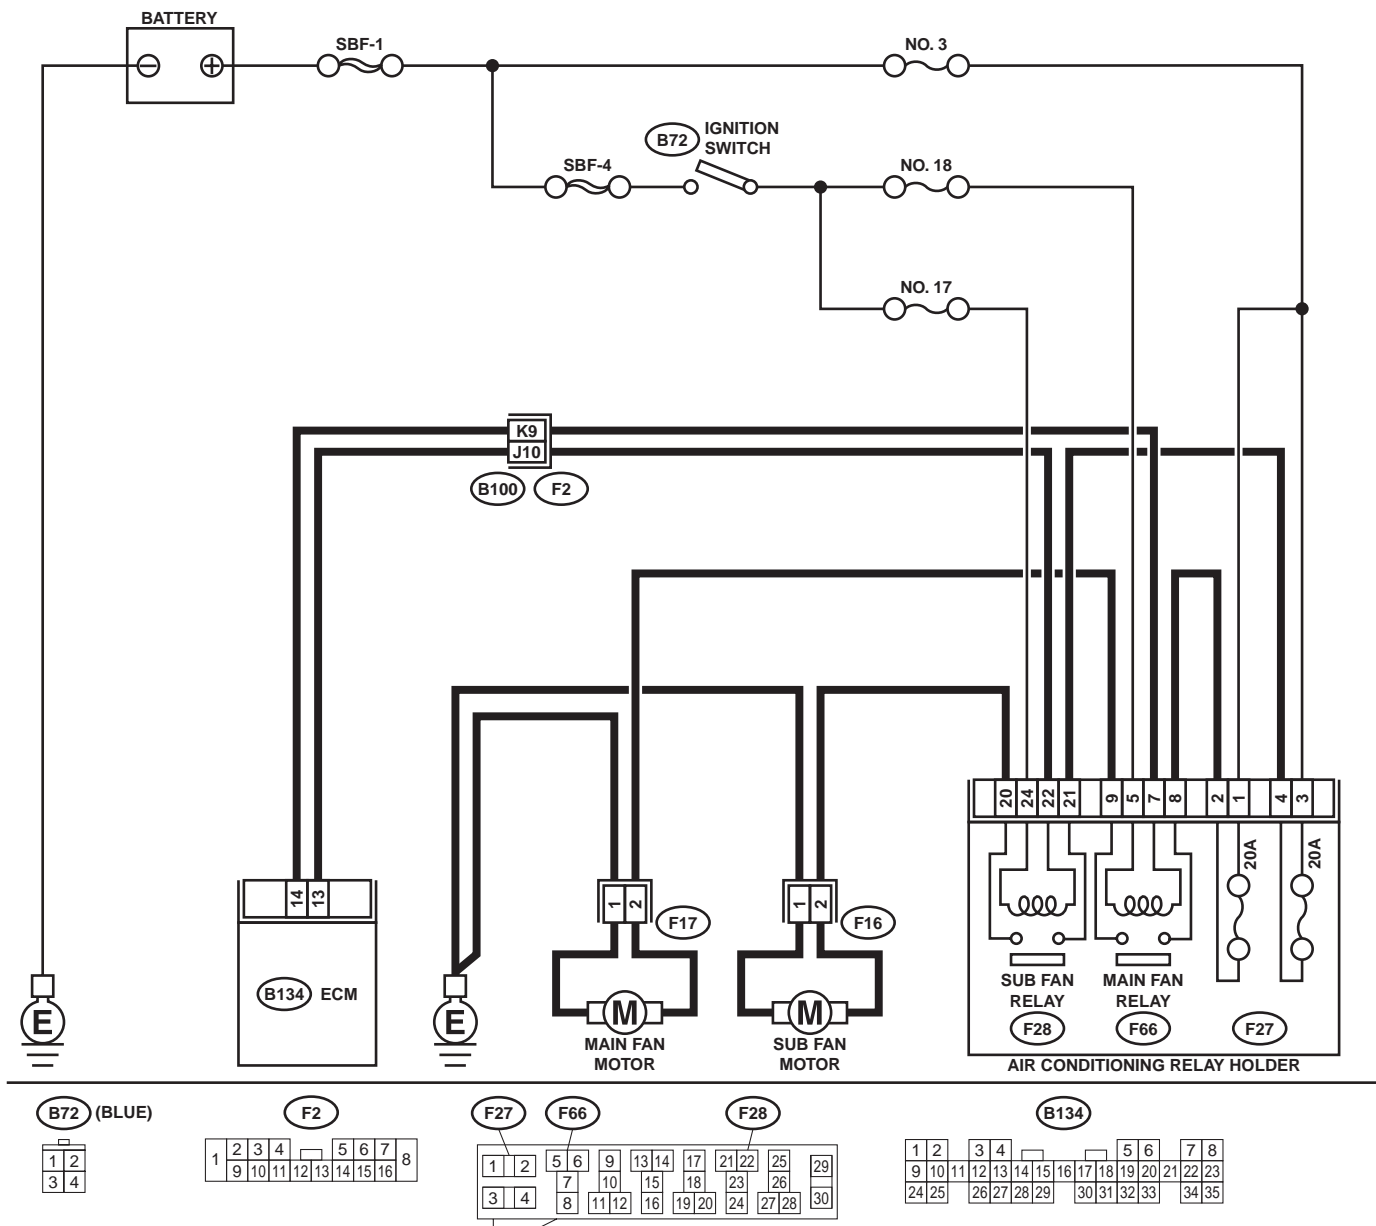 BATTERY
SBF-1
NO. 3
B72
IGNITION
SWITCH
SBF-4
NO. 18
NO. 17
K9
J10
B100 F2
20 24 22 21 9 5 7 8 2 1 4 3
20A 20A
14 13
1 2
F17
1 2
F16
B134 ECM
E
E
M
MAIN FAN
MOTOR
M
SUB FAN
MOTOR
SUB FAN
RELAY
F28
MAIN FAN
RELAY
F66
F27
AIR CONDITIONING RELAY HOLDER
B72 (BLUE)
1 2
3 4
F2
1 2 3 4 5 6 7 8
9 10 11 12 13 14 15 16
F27 F66 F28
1 2 5 6 9 13 14 17 21 22 25 29
7 10 15 18 23 26
3 4 8 11 12 16 19 20 24 27 28 30
B134
1 2 3 4 5 6 7 8
9 10 11 12 13 14 15 16 17 18 19 20 21 22 23
24 25 26 27 28 29 30 31 32 33 34 35